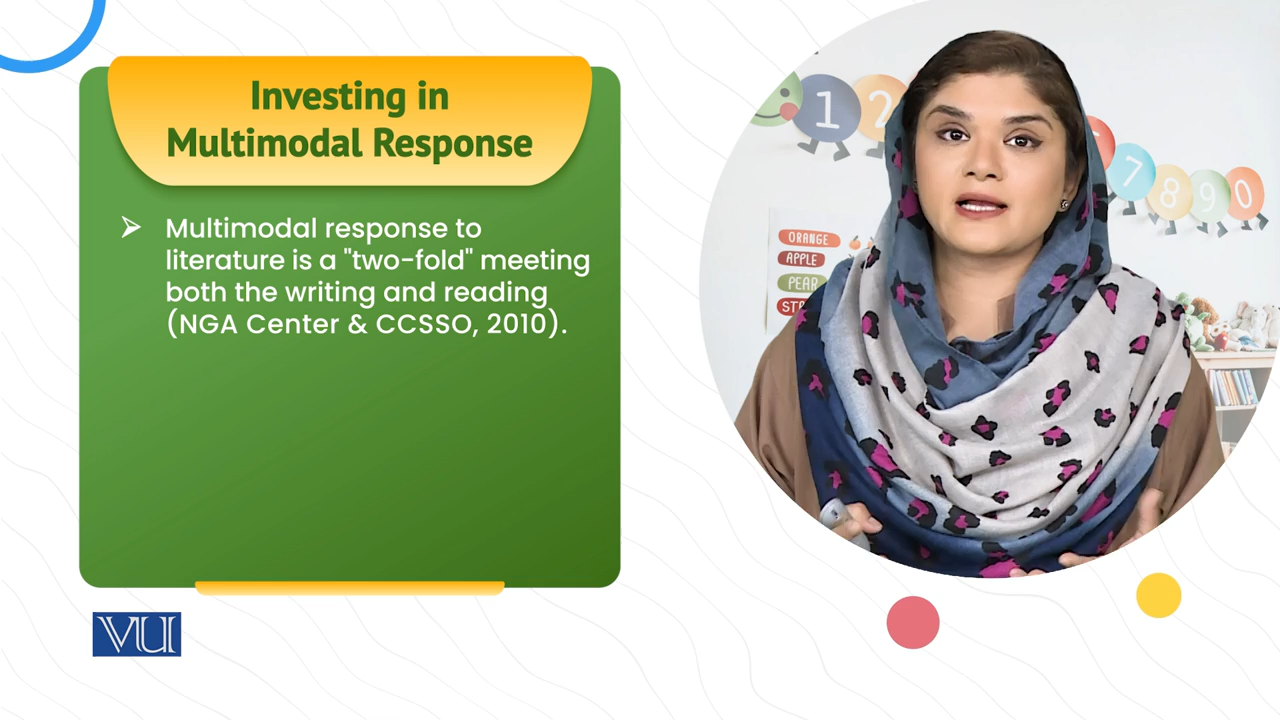 Investing in
Multimodal Response
Multimodal response to
literature is a "two-fold" meeting
both the writing and reading
(NGA Center & CCSSO, 2010).
VU
1 2
7 8 9 0
ORANGE
APPLE
PEAR